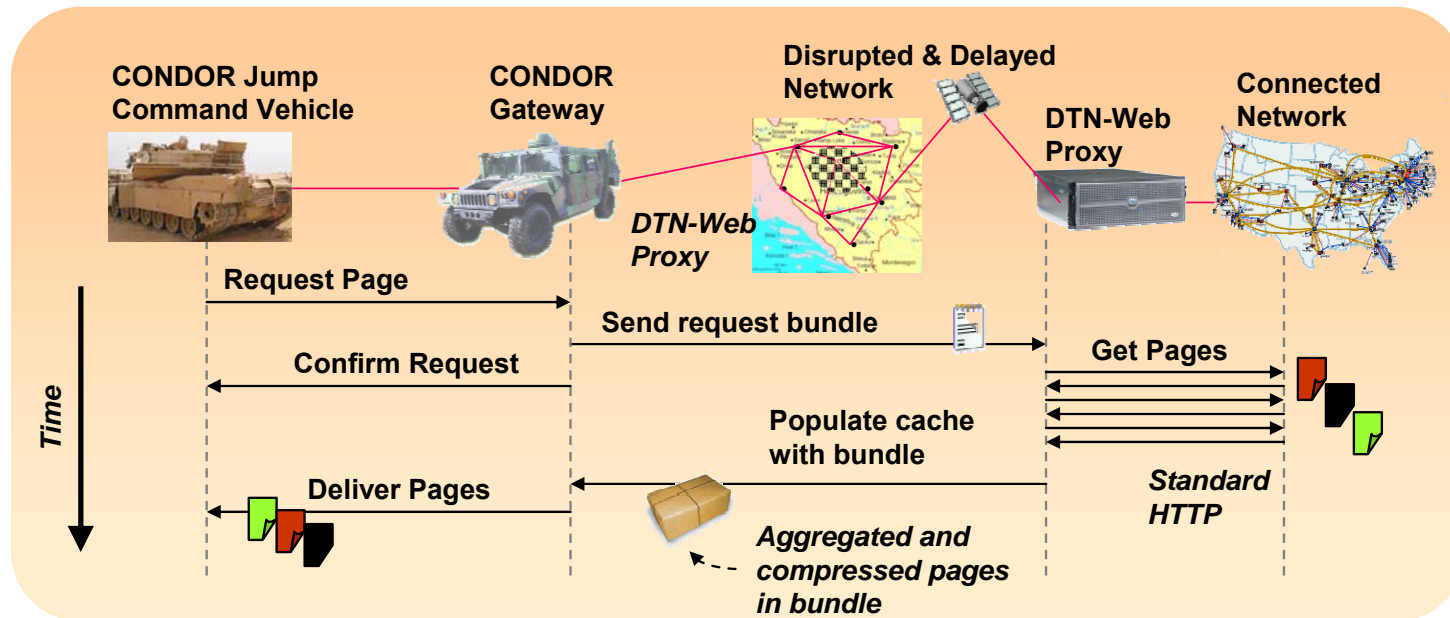 CONDOR Jump
Command Vehicle
CONDOR
Gateway
Disrupted & Delayed
Network
DTN-Web
Proxy
Connected
Network
DTN-Web
Proxy
Time
Request Page
Send request bundle
Confirm Request
Get Pages
Populate cache
with bundle
Deliver Pages
Standard
HTTP
Aggregated and
compressed pages
in bundle